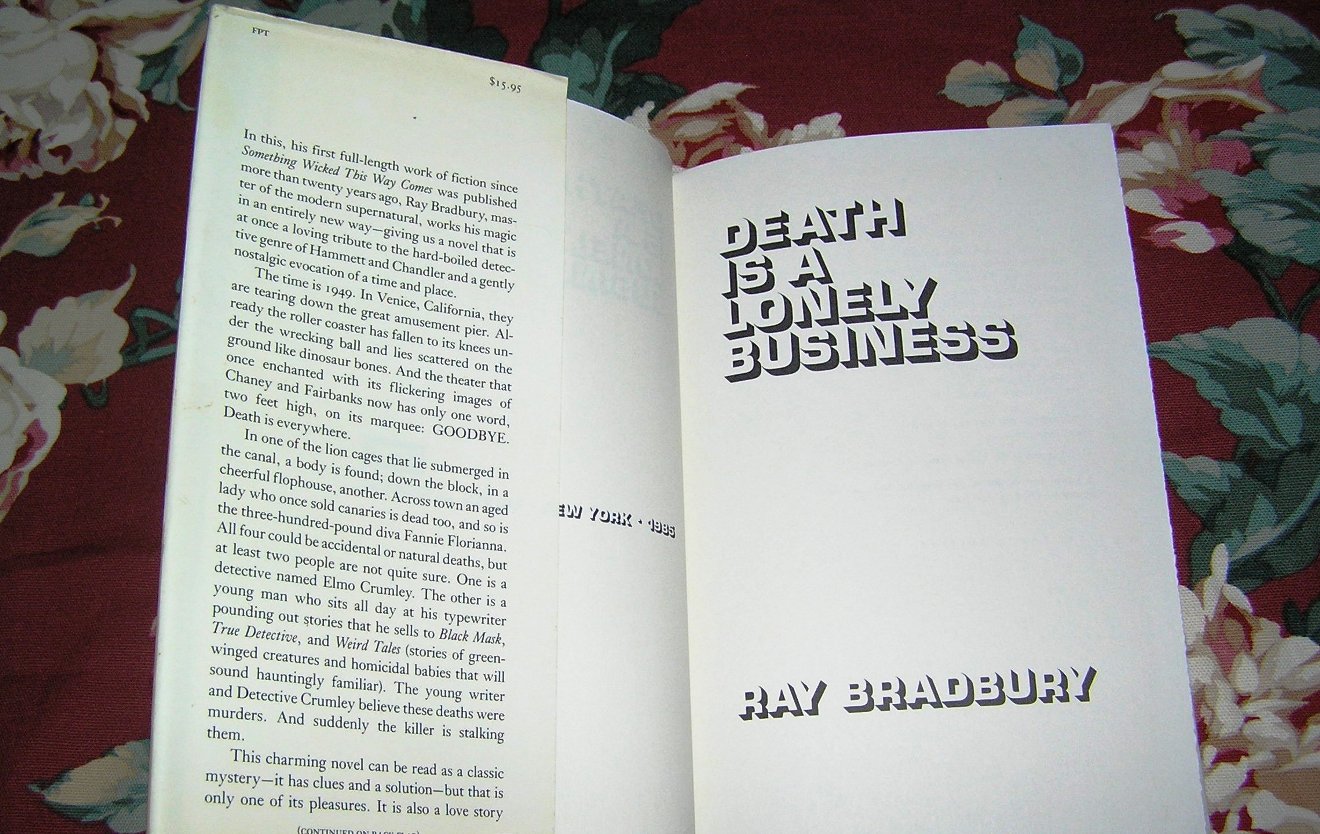 FPT
$15.95
In this, his first full-length work of fiction since
Something Wicked This Way Comes was published
more than twenty years ago, Ray Bradbury, mas-
ter of the modern supernatural, works his magic
in an entirely new way—giving us a novel that is
at once a loving tribute to the hard-boiled detec-
tive genre of Hammett and Chandler and a gently
nostalgic evocation of a time and place.
The time is 1949. In Venice, California, they
are tearing down the great amusement pier. Al-
ready the roller coaster has fallen to its knees un-
der the wrecking ball and lies scattered on the
ground like dinosaur bones. And the theater that
once enchanted with its flickering images of
Chaney and Fairbanks now has only one word,
two feet high, on its marquee: GOODBYE.
Death is everywhere.
In one of the lion cages that lie submerged in
the canal, a body is found; down the block, in a
cheerful flophouse, another. Across town an aged
lady who once sold canaries is dead too, and so is
the three-hundred-pound diva Fannie Florianna.
All four could be accidental or natural deaths, but
at least two people are not quite sure. One is a
detective named Elmo Crumley. The other is a
young man who sits all day at his typewriter
pounding out stories that he sells to Black Mask,
True Detective, and Weird Tales (stories of green-
winged creatures and homicidal babies that will
sound hauntingly familiar). The young writer
and Detective Crumley believe these deaths were
murders. And suddenly the killer is stalking
them.
This charming novel can be read as a classic
mystery—it has clues and a solution—but that is
only one of its pleasures. It is also a love story
(CONTINUED ON BACK FLAP)
EW YORK • 1985
DEATH
IS A
LONELY
BUSINESS
RAY BRADBURY